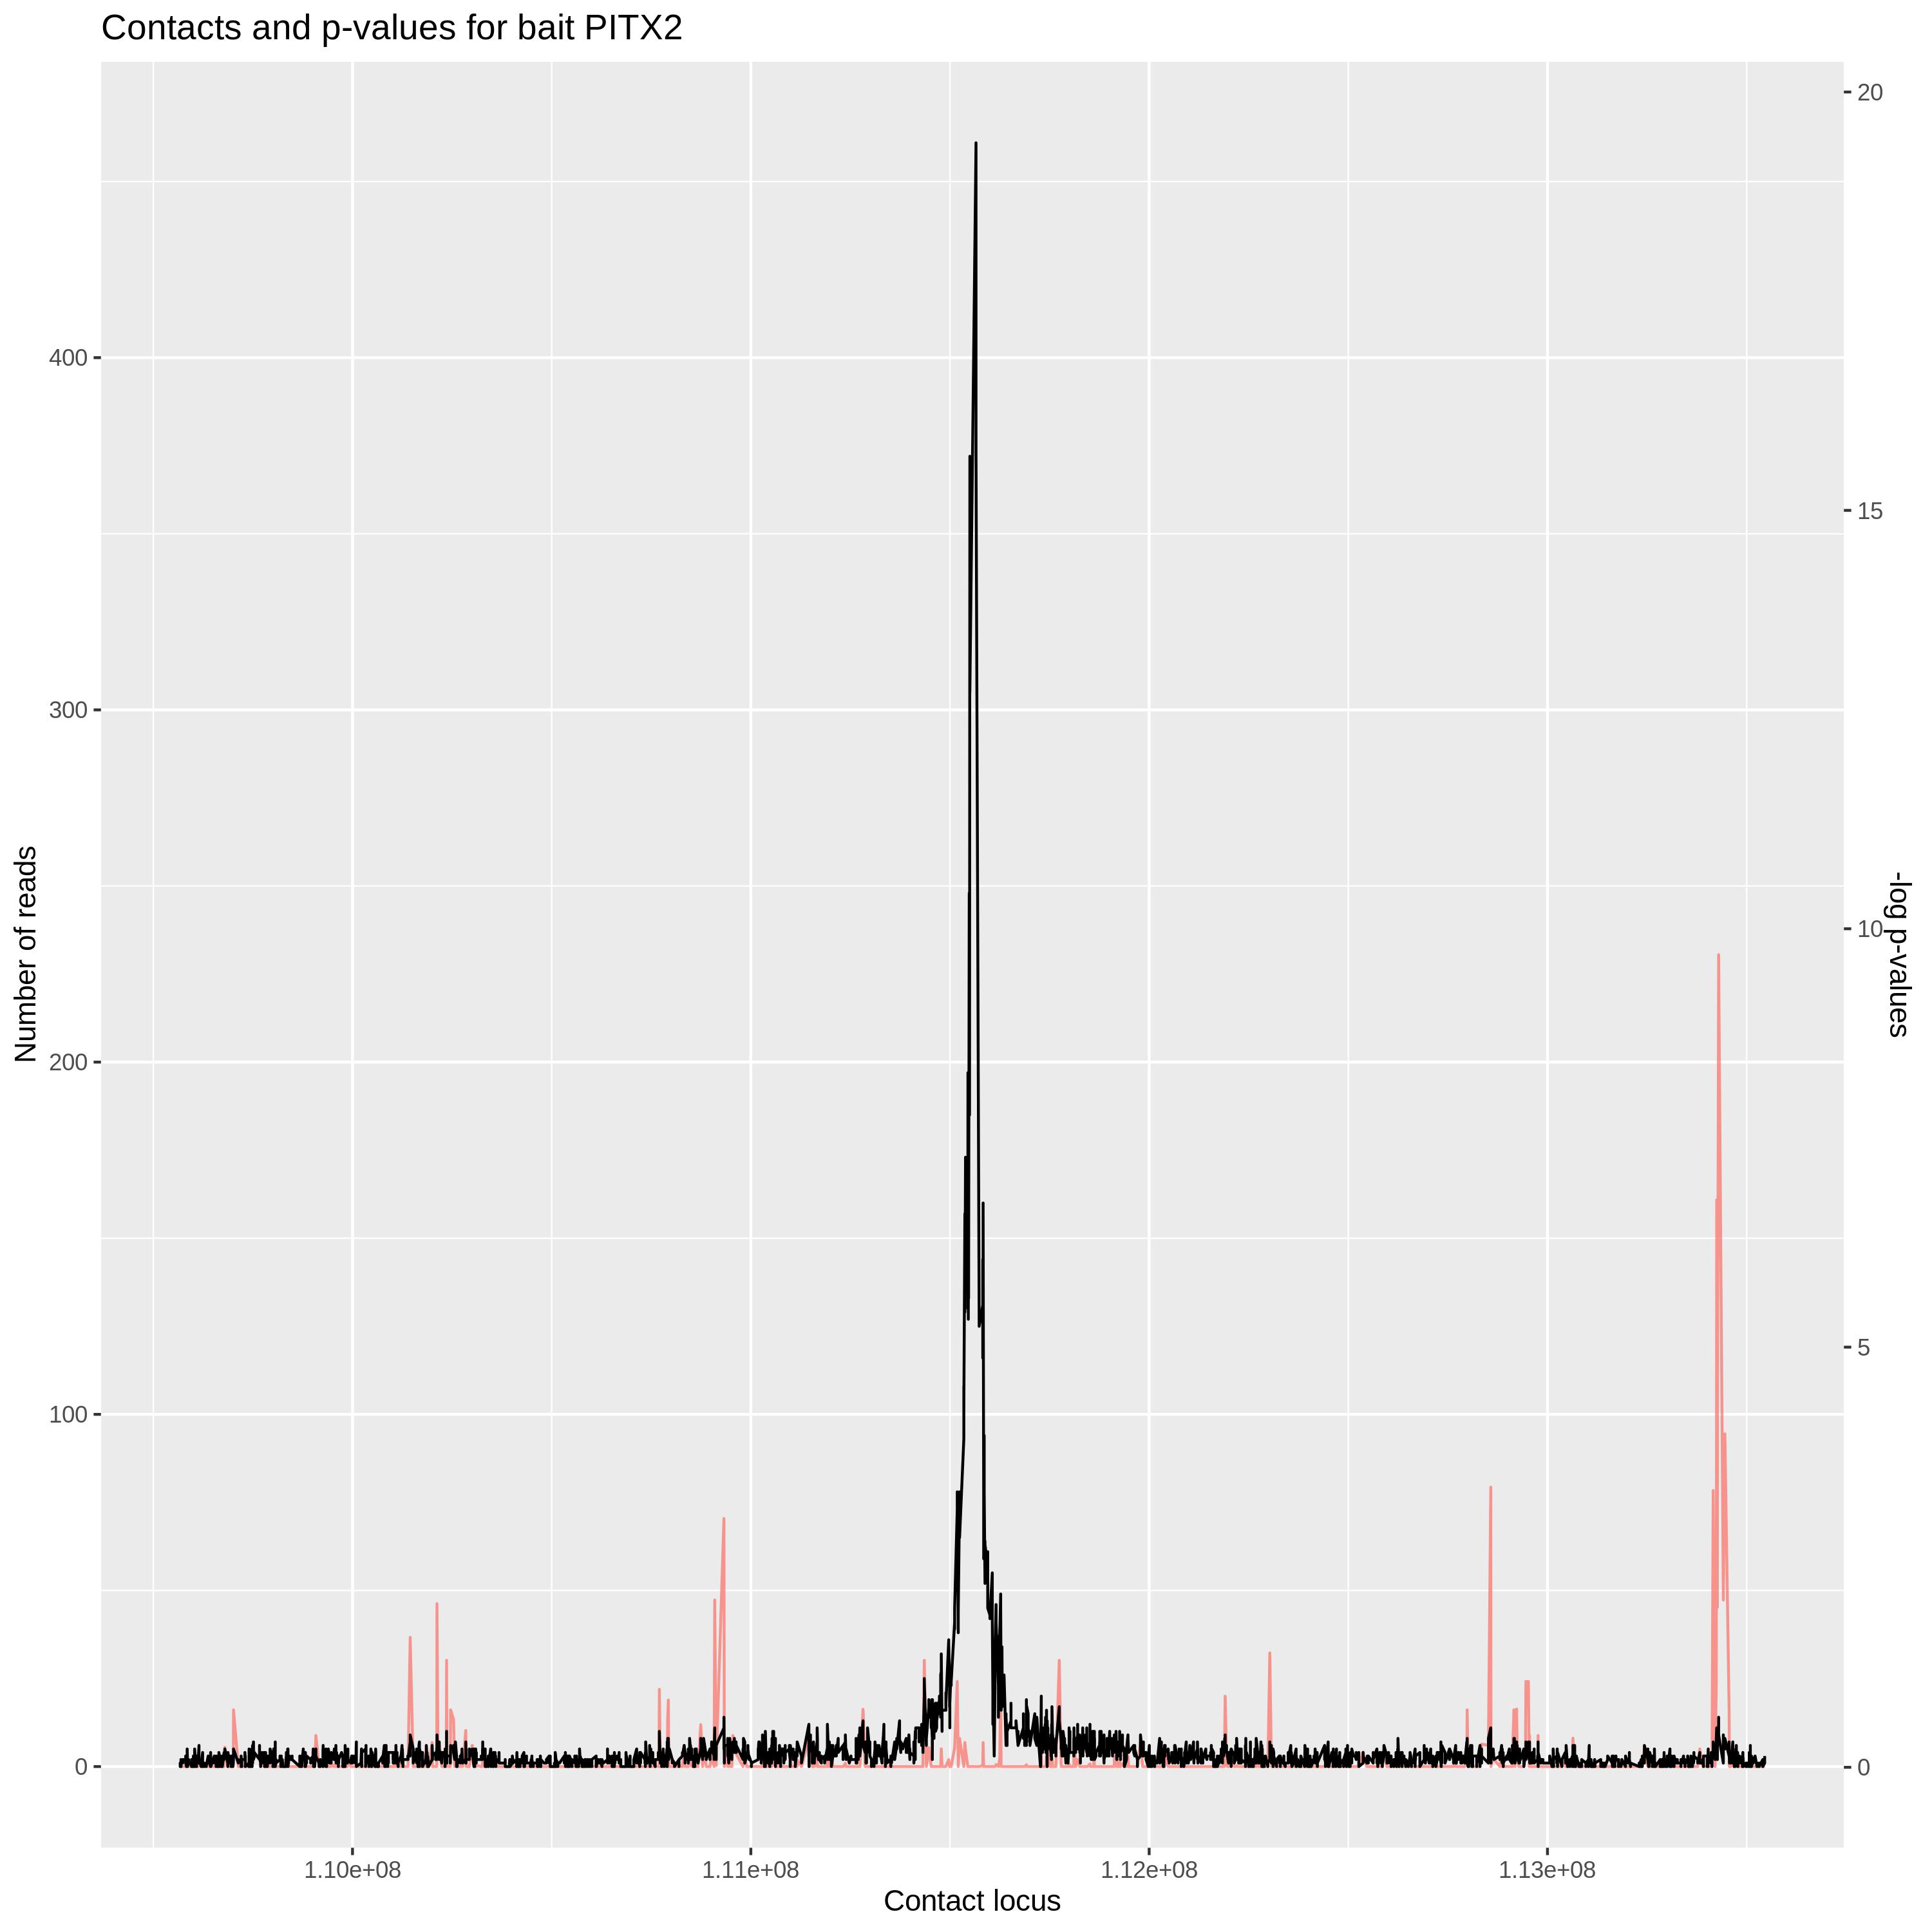 Contacts and p-values for bait PITX2
20
400
15
300
Number of reads
10
-log p-values
200
5
100
0
0
1.10e+08
1.11e+08
1.12e+08
1.13e+08
Contact locus